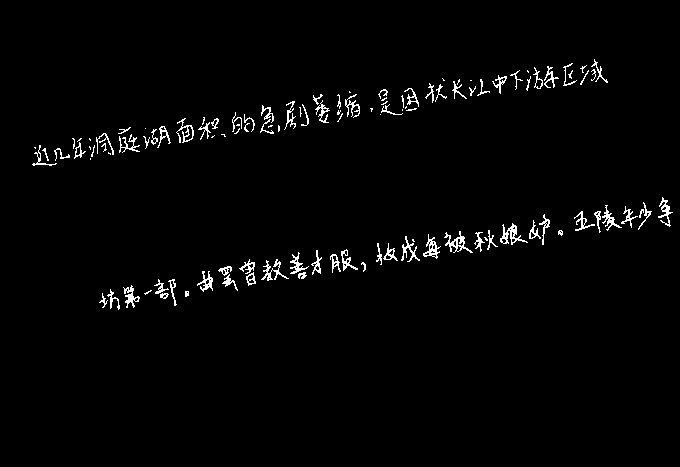 近几年洞庭湖面积的急剧萎缩,是因扰长江中下游区域
坊第一部。曲罢曾教善才服,妆成每被秋娘妒。五陵年少争